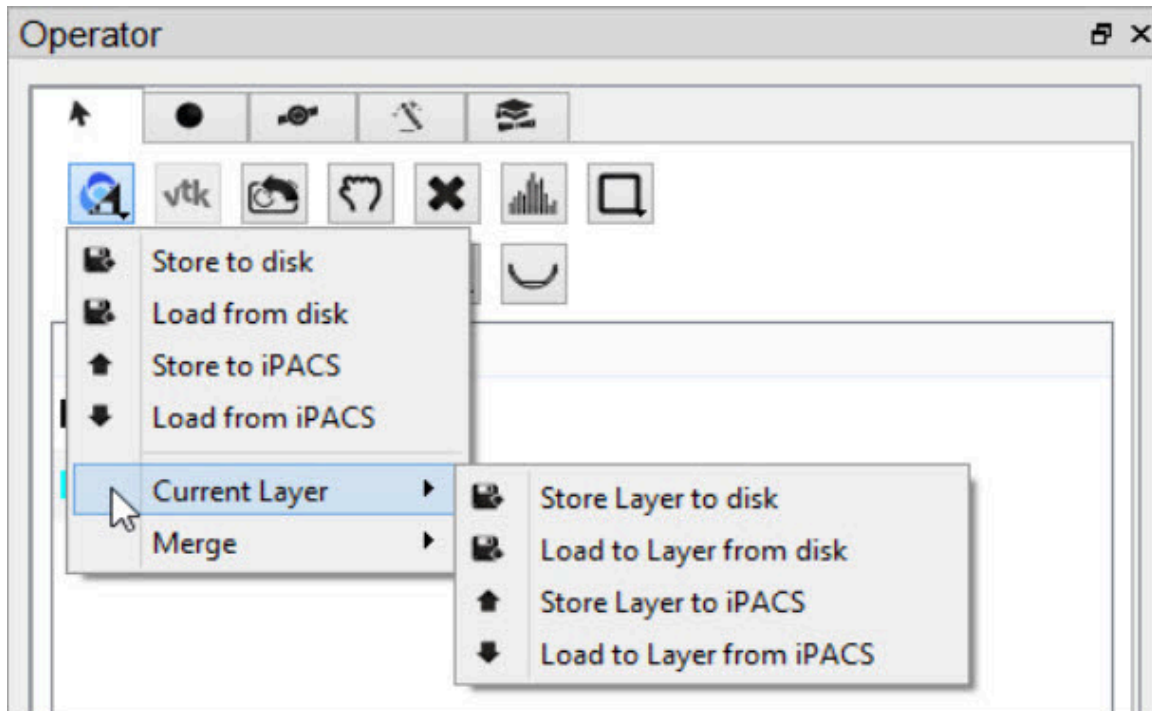 Operator
vtk
Store to disk
Load from disk
Store to iPACS
Load from iPACS
Current Layer
Merge
Store Layer to disk
Load to Layer from disk
Store Layer to iPACS
Load to Layer from iPACS